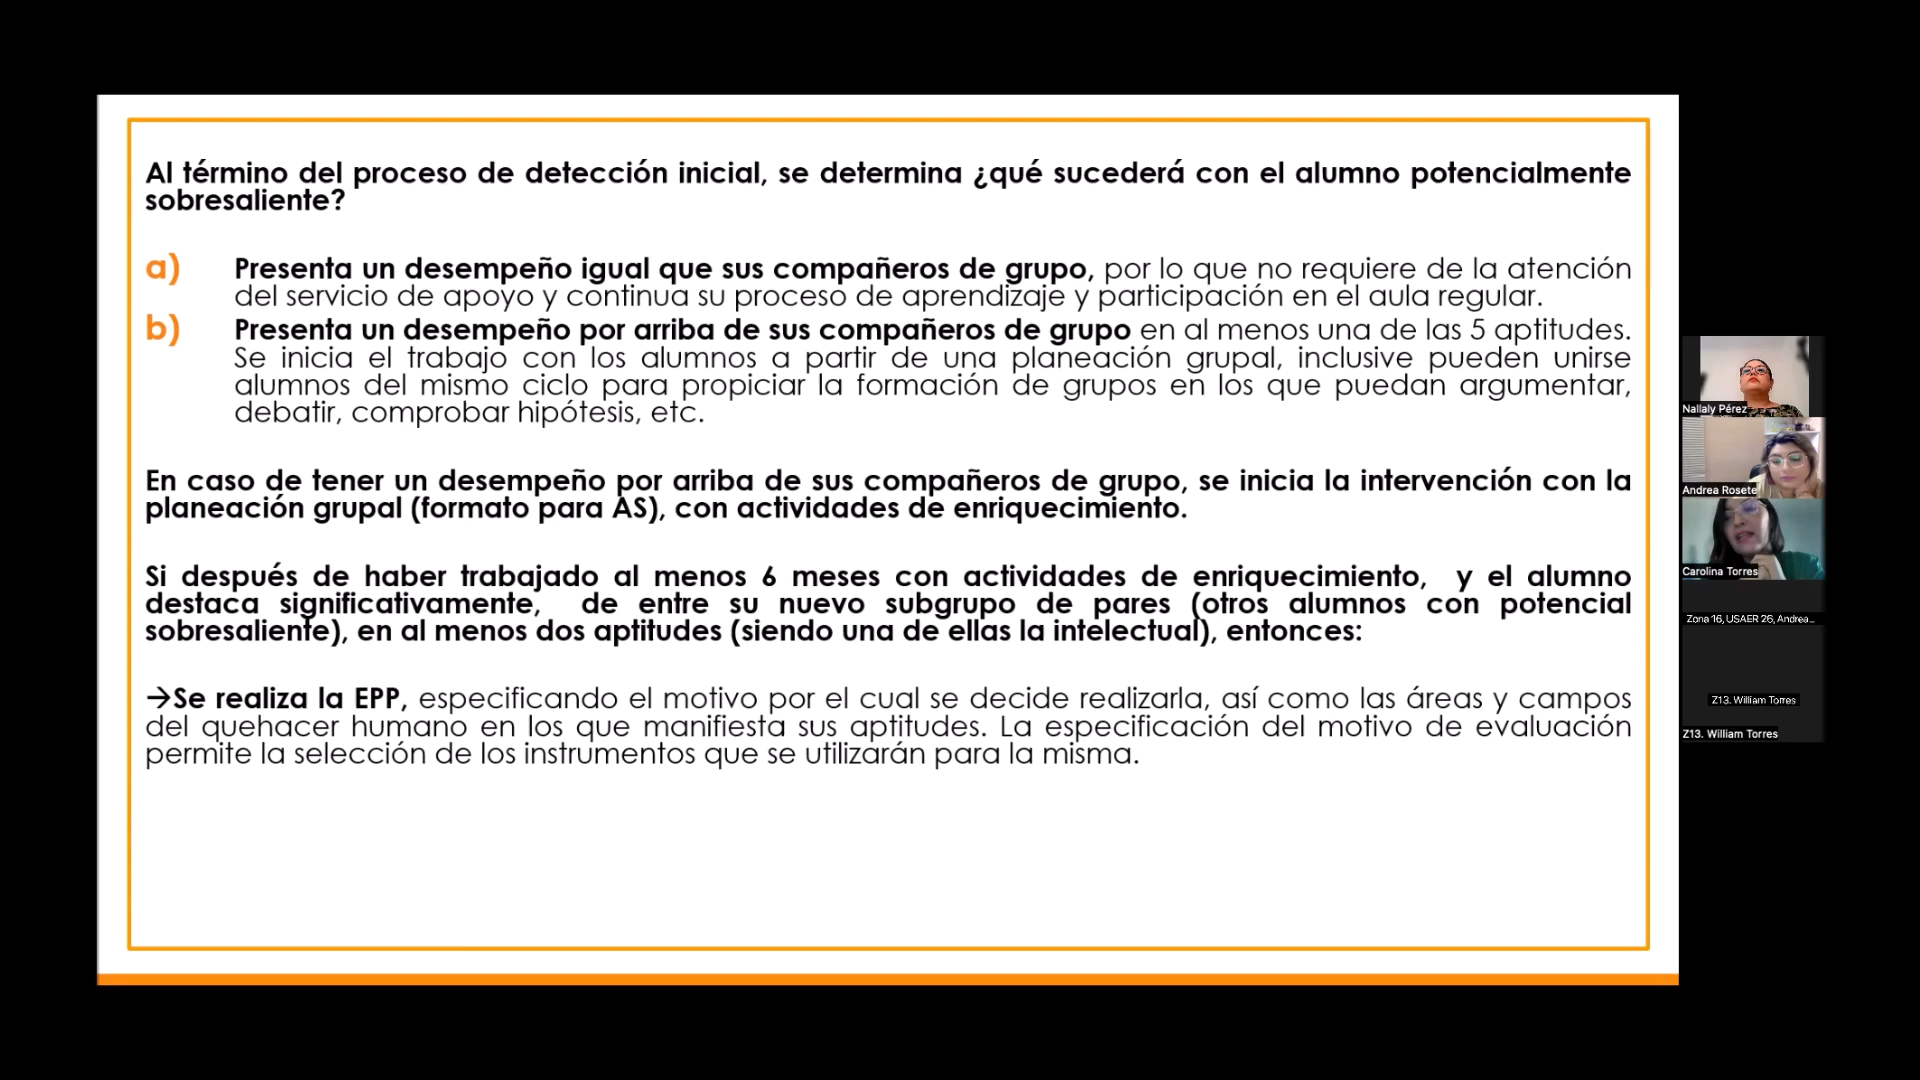 Al término del proceso de detección inicial, se determina ¿qué sucederá con el alumno potencialmente
sobresaliente?
a) Presenta un desempeño igual que sus compañeros de grupo, por lo que no requiere de la atención
del servicio de apoyo y continua su proceso de aprendizaje y participación en el aula regular.
b) Presenta un desempeño por arriba de sus compañeros de grupo en al menos una de las 5 aptitudes.
Se inicia el trabajo con los alumnos a partir de una planeación grupal, inclusive pueden unirse
alumnos del mismo ciclo para propiciar la formación de grupos en los que puedan argumentar,
debatir, comprobar hipótesis, etc.
En caso de tener un desempeño por arriba de sus compañeros de grupo, se inicia la intervención con la
planeación grupal (formato para AS), con actividades de enriquecimiento.
Si después de haber trabajado al menos 6 meses con actividades de enriquecimiento, y el alumno
destaca significativamente, de entre su nuevo subgrupo de pares (otros alumnos con potencial
sobresaliente), en al menos dos aptitudes (siendo una de ellas la intelectual), entonces:
→Se realiza la EPP, especificando el motivo por el cual se decide realizarla, así como las áreas y campos
del quehacer humano en los que manifiesta sus aptitudes. La especificación del motivo de evaluación
permite la selección de los instrumentos que se utilizarán para la misma.
Nallaly Pérez
Andrea Rosete
Carolina Torres
Zona 16, USAER 26, Andrea...
Z13. William Torres
Z13. William Torres